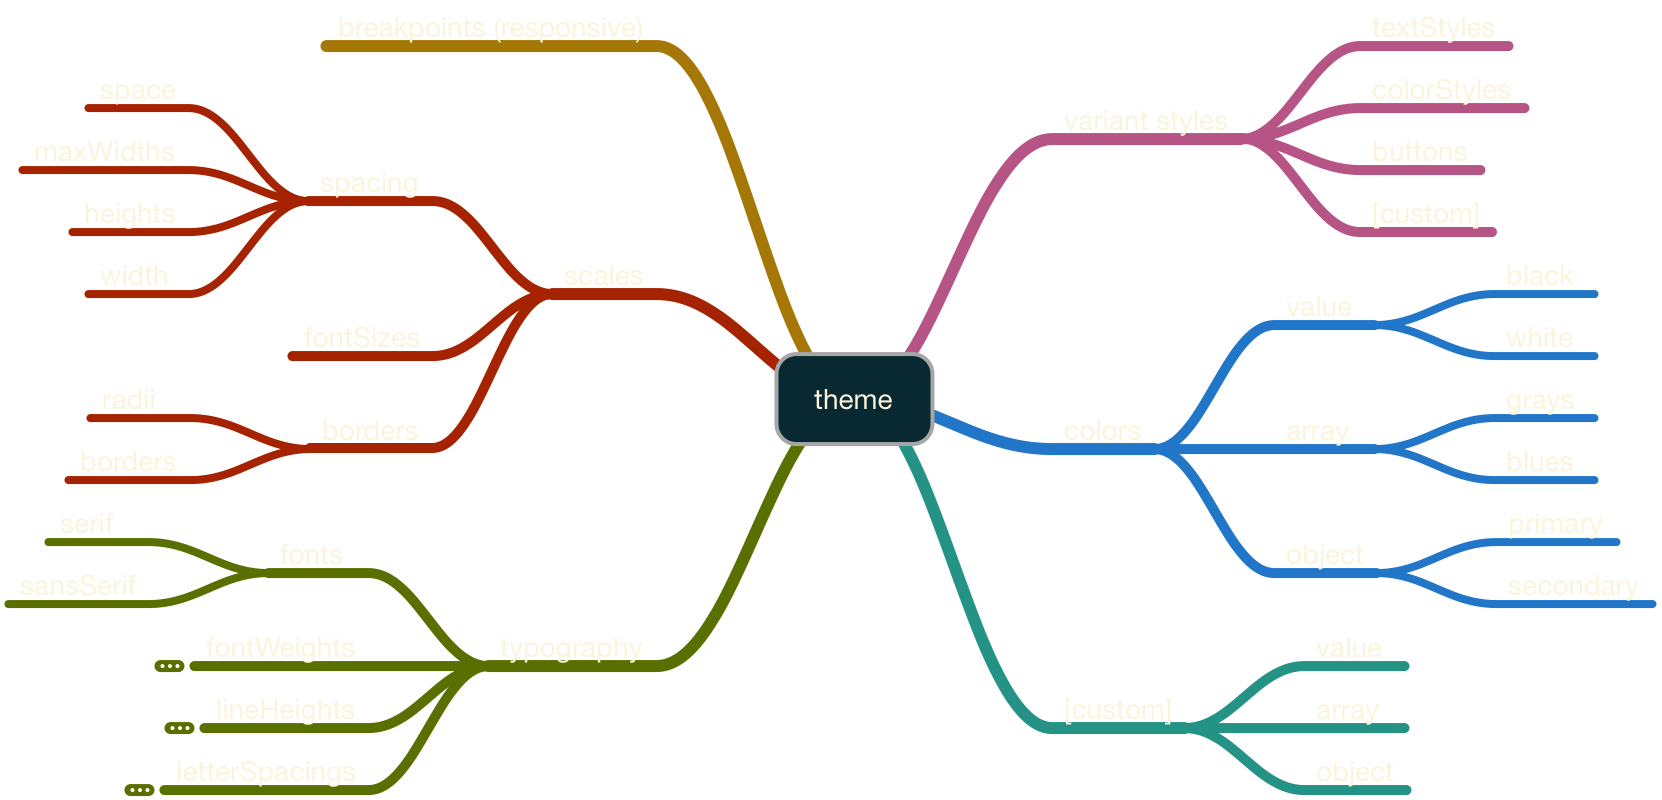 breakpoints (responsive)
scales
spacing
space
maxWidths
heights
width
fontSizes
borders
radii
borders
typography
fonts
serif
sansSerif
fontWeights
lineHeights
letterSpacings
theme
variant styles
textStyles
colorStyles
buttons
[custom]
colors
value
black
white
array
grays
blues
object
primary
secondary
[custom]
value
array
object